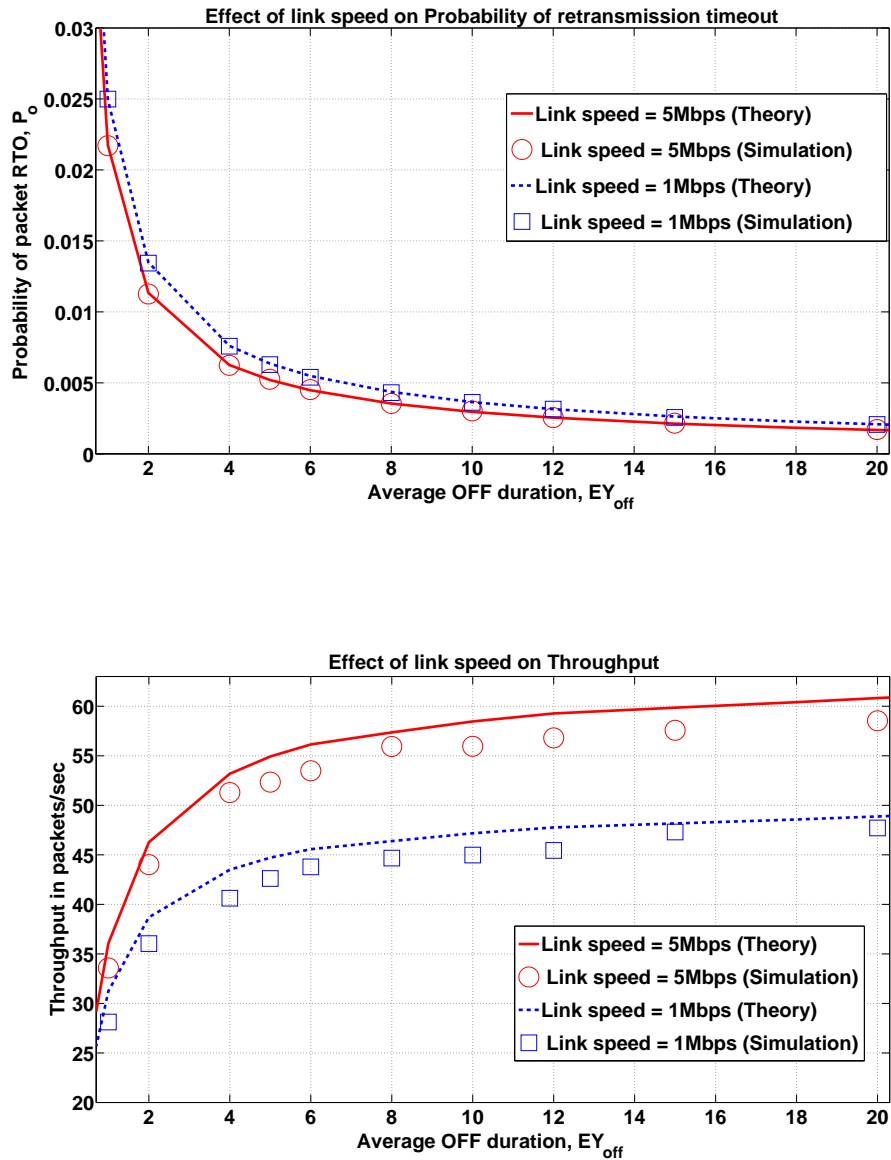 Effect of link speed on Probability of retransmission timeout
0.03
0.025
0.02
0.015
0.01
0.005
0
Probability of packet RTO, P_o
Link speed = 5Mbps (Theory)
Link speed = 5Mbps (Simulation)
Link speed = 1Mbps (Theory)
Link speed = 1Mbps (Simulation)
2 4 6 8 10 12 14 16 18 20
Average OFF duration, EY_off
Effect of link speed on Throughput
60
55
50
45
40
35
30
25
20
Throughput in packets/sec
Link speed = 5Mbps (Theory)
Link speed = 5Mbps (Simulation)
Link speed = 1Mbps (Theory)
Link speed = 1Mbps (Simulation)
2 4 6 8 10 12 14 16 18 20
Average OFF duration, EY_off